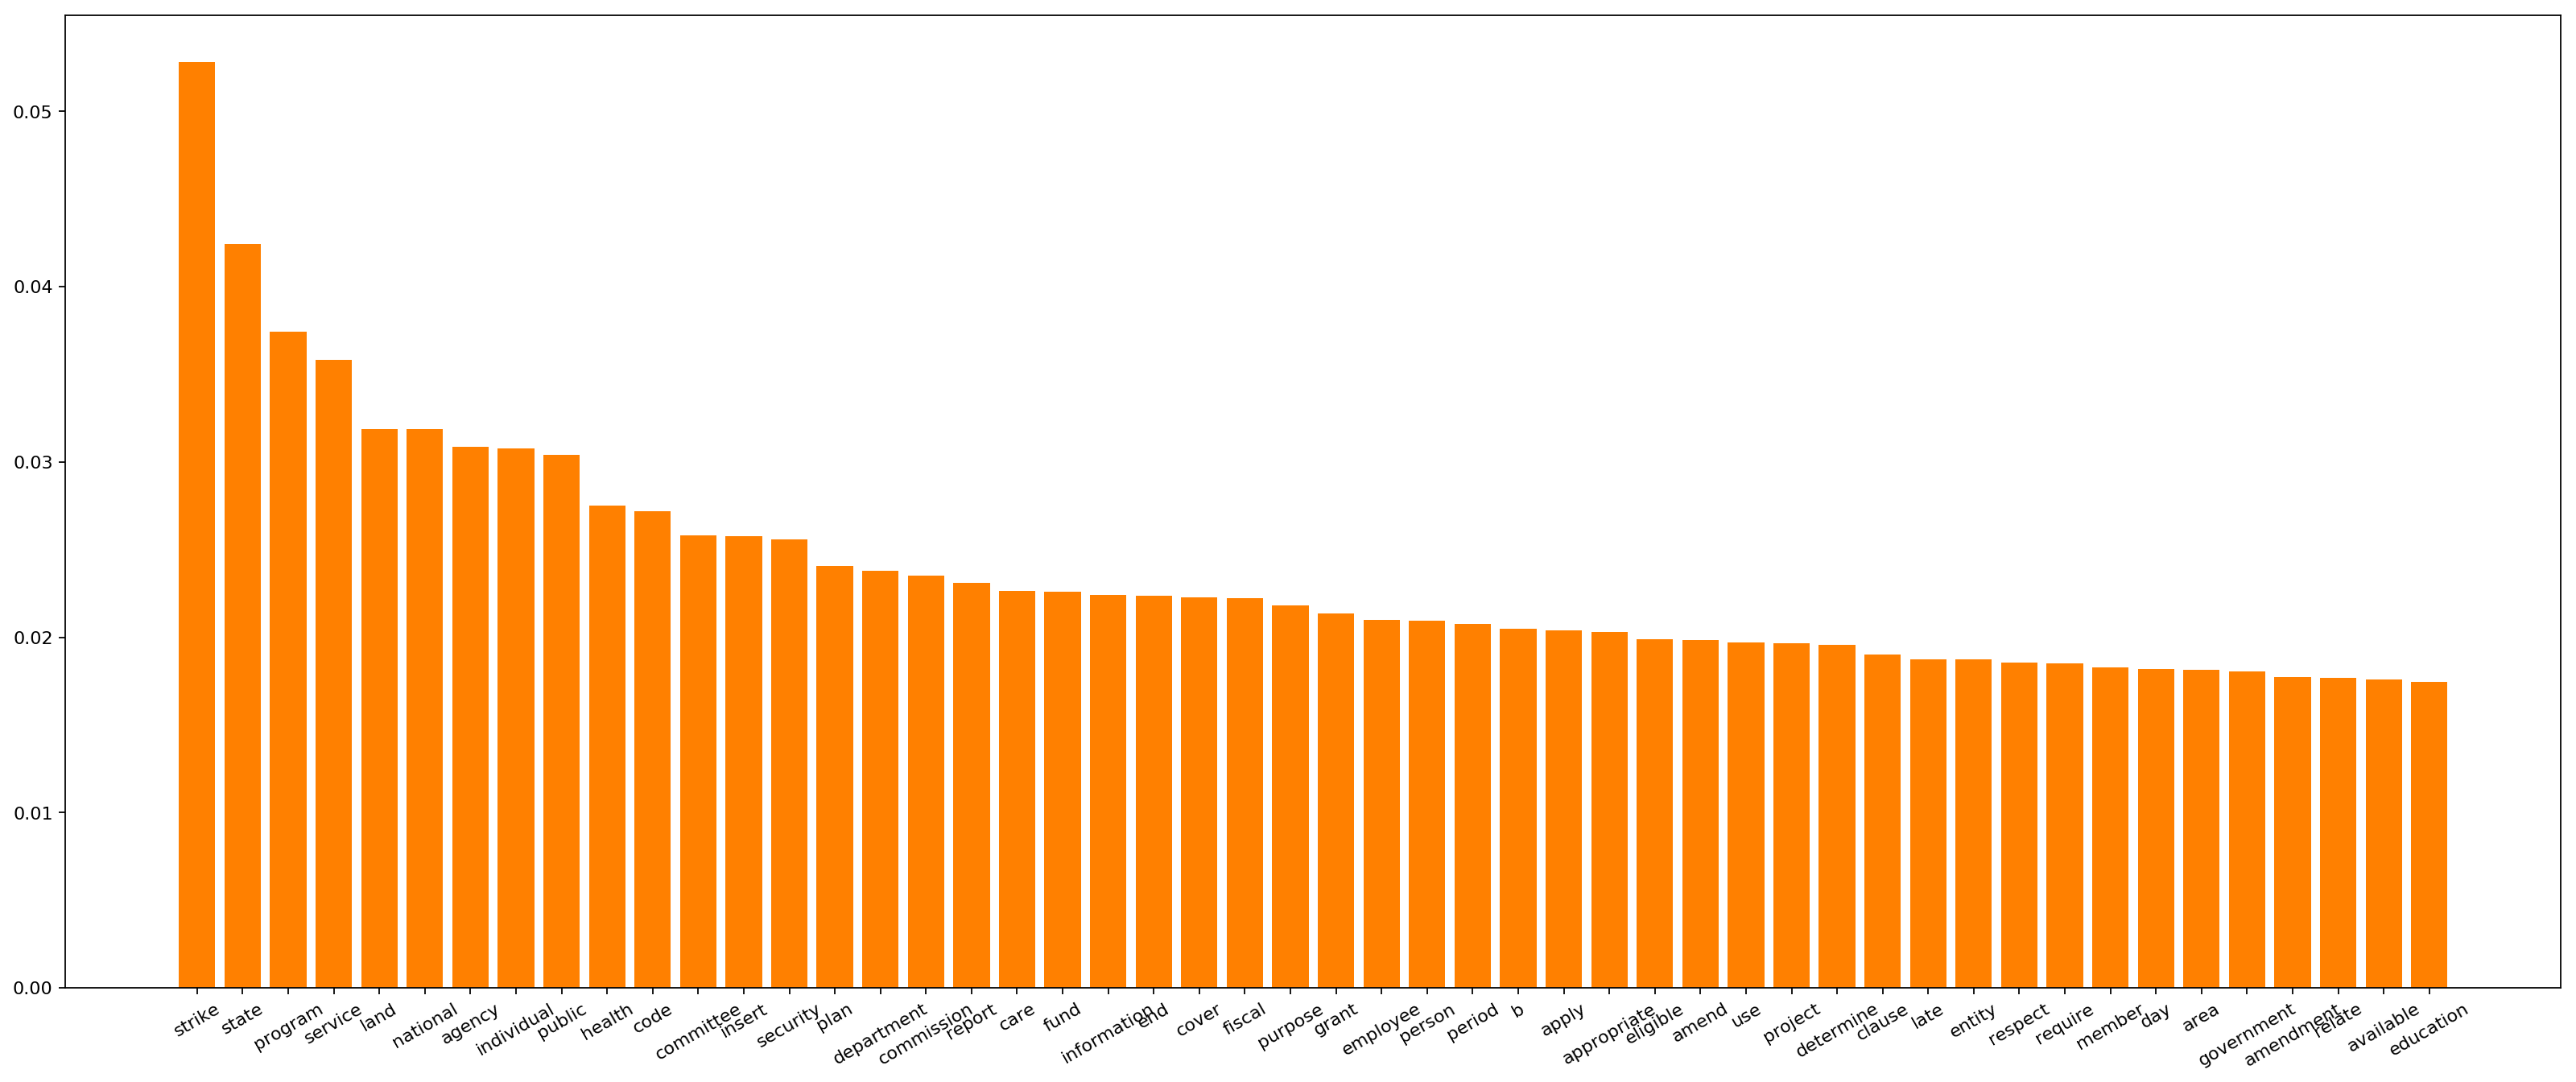 0.05
0.04
0.03
0.02
0.01
0.00
strike
state
program
service
land
national
agency
individual
public
health
code
committee
insert
security
plan
department
commission
report
care
fund
information
end
cover
fiscal
purpose
grant
employee
person
period
b
apply
appropriate
eligible
amend
use
project
determine
clause
late
entity
respect
require
member
day
area
government
amendment
relate
available
education